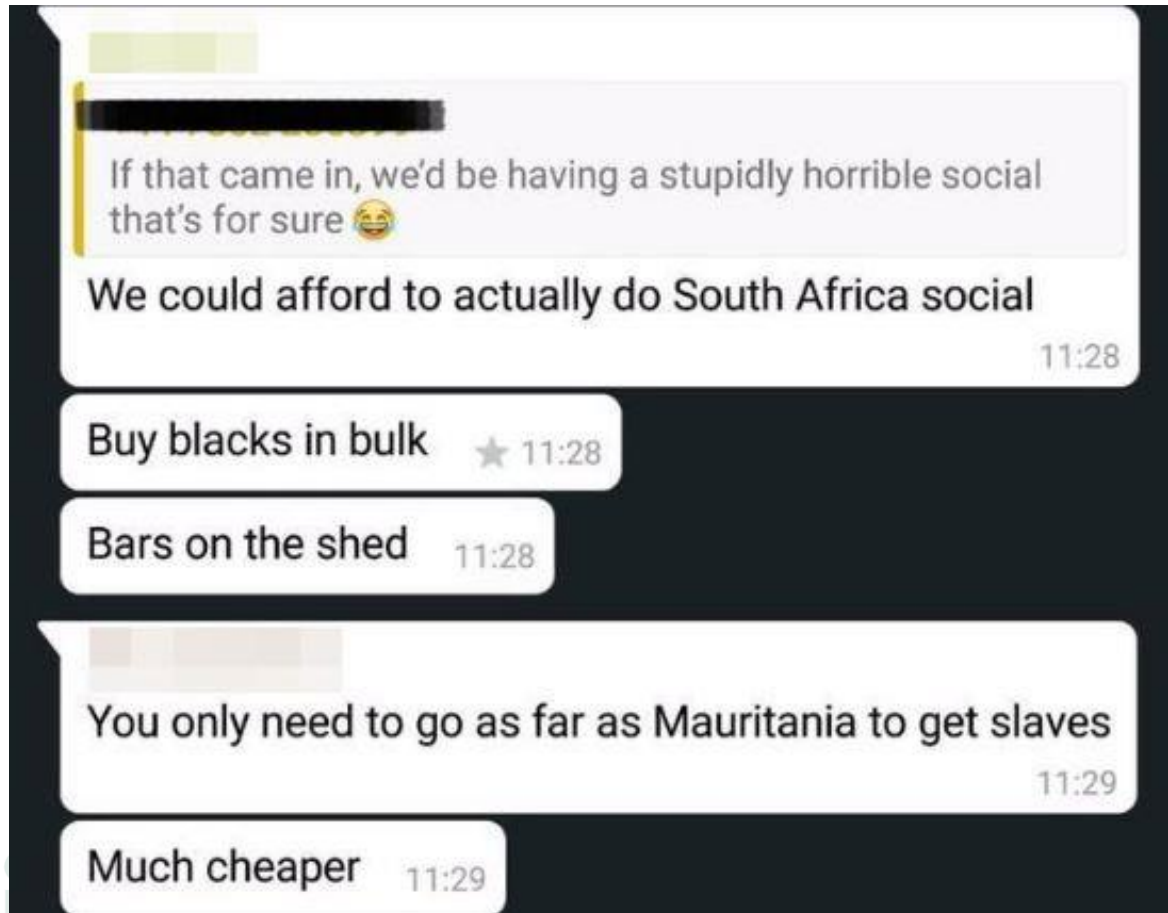 If that came in, we'd be having a stupidly horrible social
that's for sure 😂
We could afford to actually do South Africa social
11:28
Buy blacks in bulk ★ 11:28
Bars on the shed 11:28
You only need to go as far as Mauritania to get slaves
11:29
Much cheaper 11:29